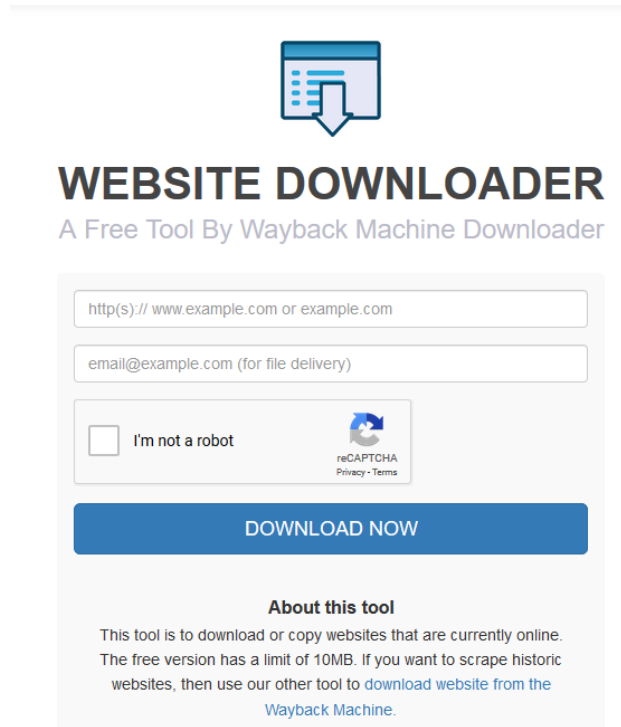 WEBSITE DOWNLOADER
A Free Tool By Wayback Machine Downloader
http(s):// www.example.com or example.com
email@example.com (for file delivery)
I'm not a robot
reCAPTCHA
Privacy - Terms
DOWNLOAD NOW
About this tool
This tool is to download or copy websites that are currently online.
The free version has a limit of 10MB. If you want to scrape historic
websites, then use our other tool to download website from the
Wayback Machine.